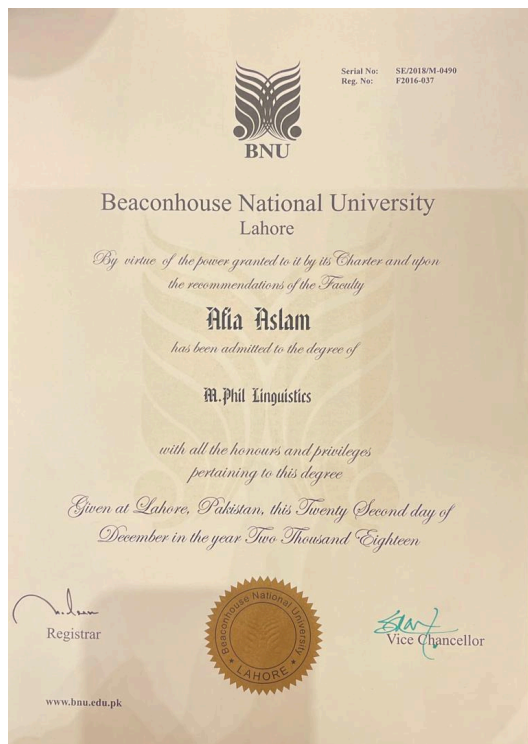 Serial No: SE/2018/M-0490
Reg. No: F2016-037
BNU
Beaconhouse National University
Lahore
By virtue of the power granted to it by its Charter and upon
the recommendations of the Faculty
Afia Aslam
has been admitted to the degree of
M.Phil Linguistics
with all the honours and privileges
pertaining to this degree
Given at Lahore, Pakistan, this Twenty Second day of
December in the year Two Thousand Eighteen
Registrar
Beaconhouse National University
LAHORE
Vice Chancellor
www.bnu.edu.pk